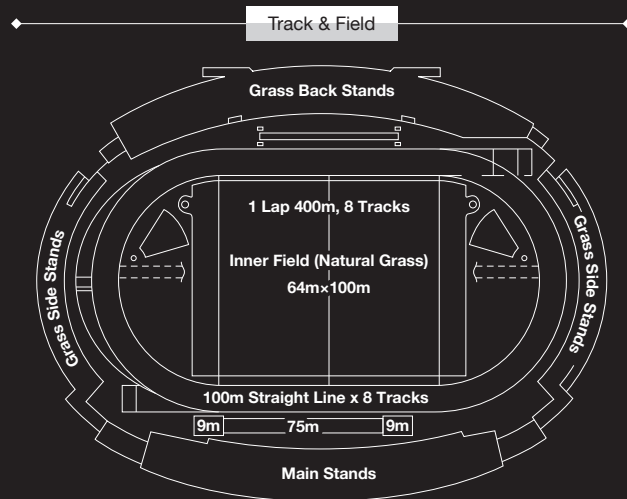 Track & Field
Grass Back Stands
1 Lap 400m, 8 Tracks
Inner Field (Natural Grass)
64m×100m
Grass Side Stands
Grass Side Stands
100m Straight Line x 8 Tracks
9m 75m 9m
Main Stands